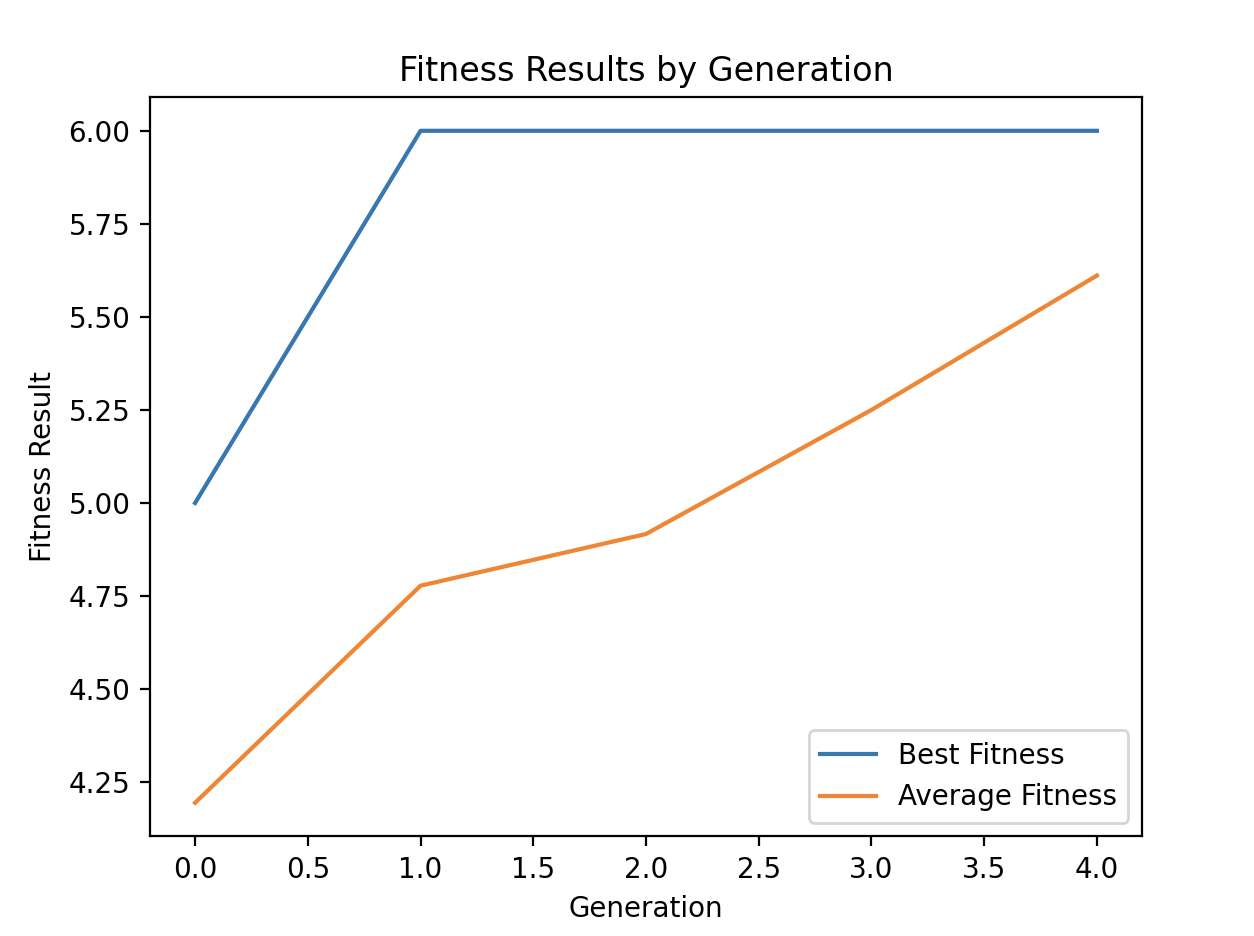 Fitness Results by Generation
6.00
5.75
5.50
5.25
5.00
4.75
4.50
4.25
Fitness Result
Best Fitness
Average Fitness
0.0 0.5 1.0 1.5 2.0 2.5 3.0 3.5 4.0
Generation